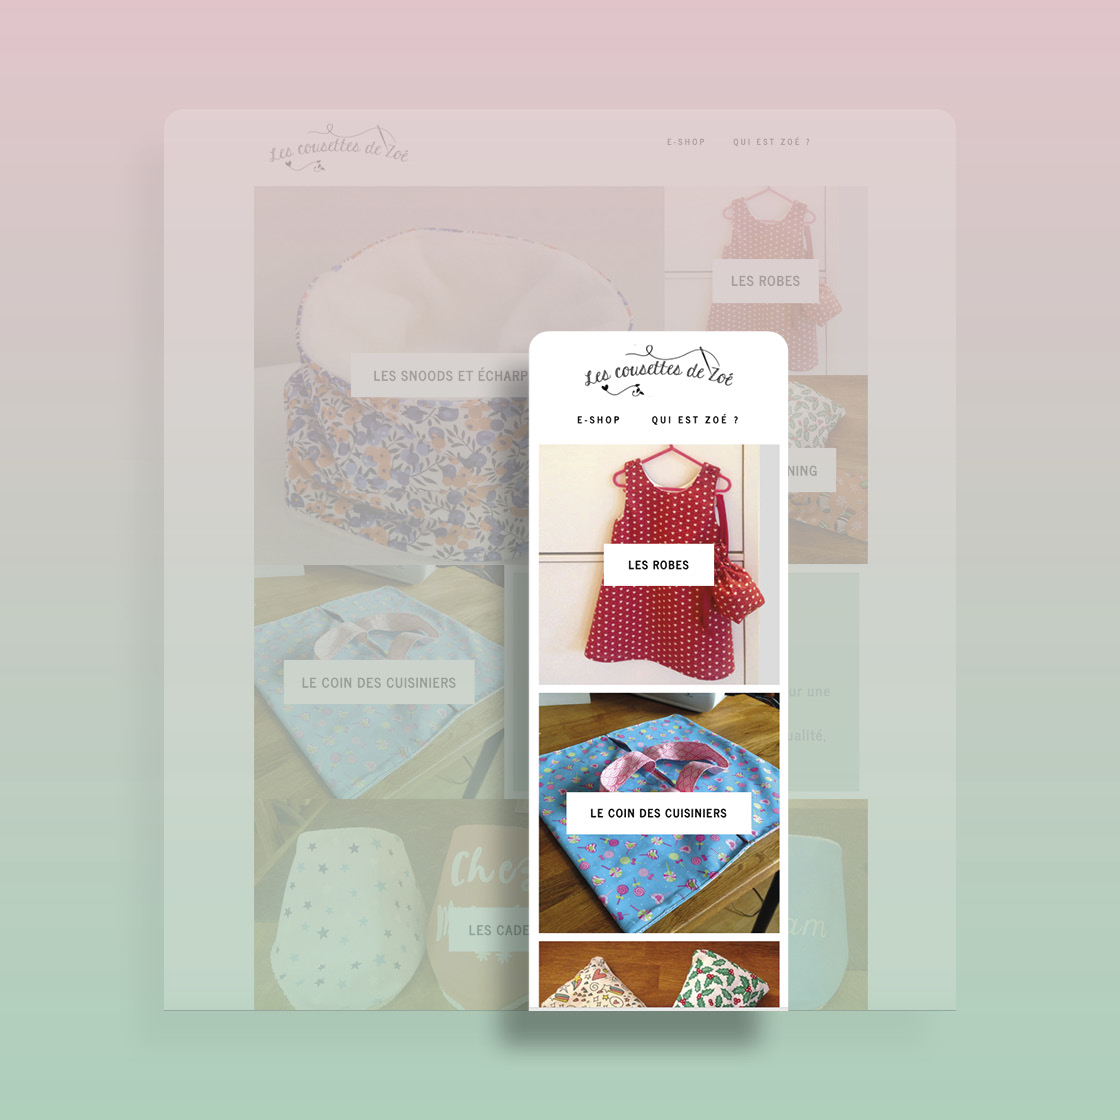 Les cousettes de Zoé
E-SHOP QUI EST ZOÉ ?
LES ROBES
LES SNOODS ET ÉCHARP
NING
LE COIN DES CUISINIERS
ur une
ualité,
Chez
LES CADE
am
Les cousettes de Zoé
E-SHOP QUI EST ZOÉ ?
LES ROBES
LE COIN DES CUISINIERS